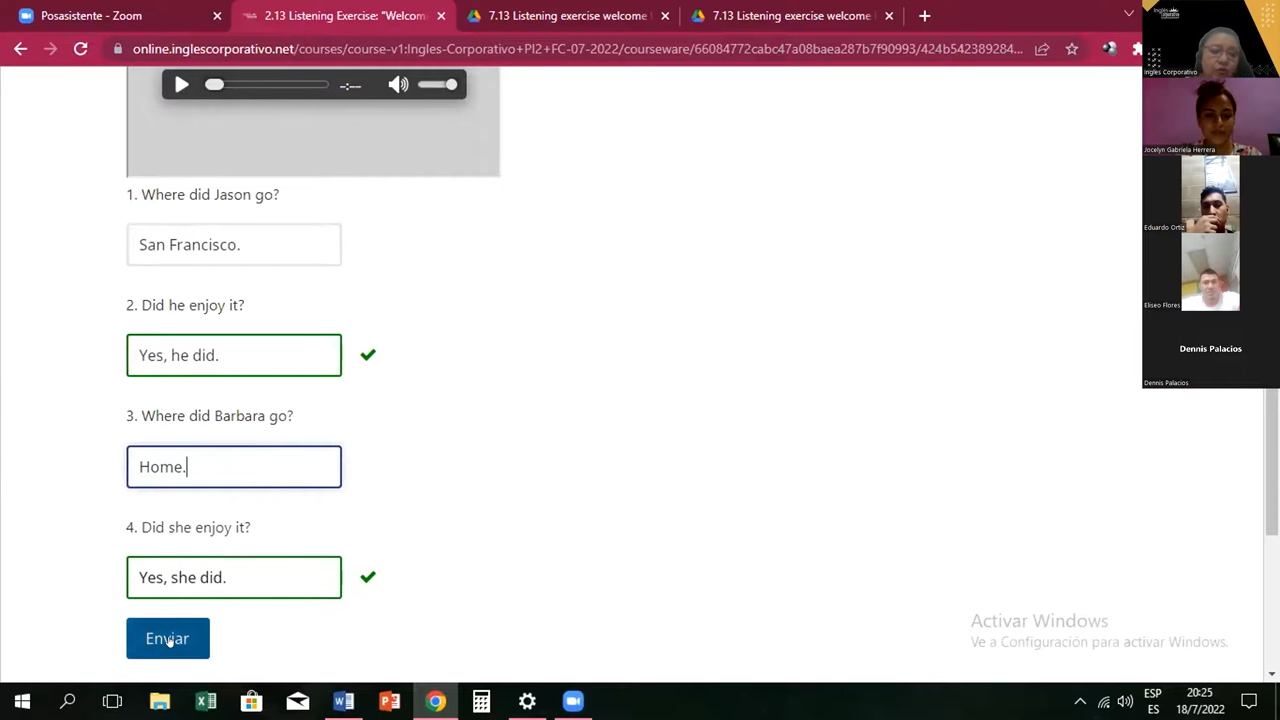 Posasistente - Zoom
2.13 Listening Exercise: "Welcom
7.13 Listening exercise welcome
7.13 Listening exercise welcome
online.inglescorporativo.net/courses/course-v1:Ingles-Corporativo+PI2+FC-07-2022/courseware/66084772cabc47a08baea287b7f90993/424b542389284...
1. Where did Jason go?
San Francisco.
2. Did he enjoy it?
Yes, he did.
3. Where did Barbara go?
Home.
4. Did she enjoy it?
Yes, she did.
Enviar
Ingles Corporativo
Jocelyn Gabriela Herrera
Eduardo Ortiz
Eliseo Flores
Dennis Palacios
Dennis Palacios
Activar Windows
Ve a Configuración para activar Windows.
ESP
ES
20:25
18/7/2022